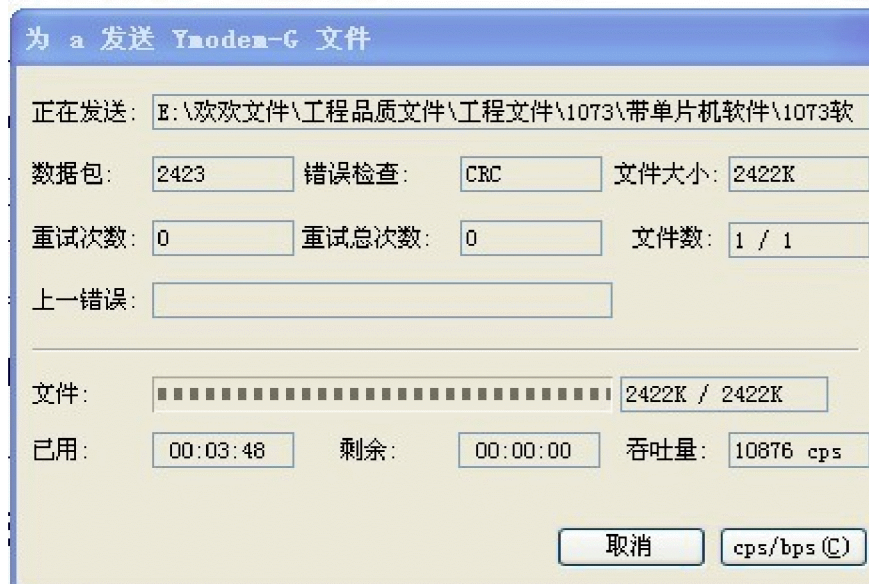 为 a 发送 Ymodem-G 文件
正在发送: E:\欢欢文件\工程品质文件\工程文件\1073\带单片机软件\1073软
数据包: 2423 错误检查: CRC 文件大小: 2422K
重试次数: 0 重试总次数: 0 文件数: 1 / 1
上一错误:
文件: 2422K / 2422K
已用: 00:03:48 剩余: 00:00:00 吞吐量: 10876 cps
取消 cps/bps(C)